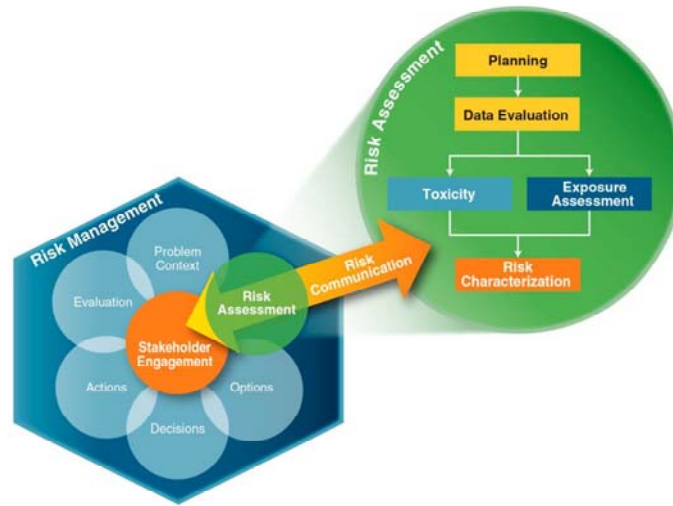 Risk Assessment
Planning
Data Evaluation
Toxicity
Exposure
Assessment
Risk
Characterization
Risk Management
Problem
Context
Evaluation
Risk
Assessment
Risk
Communication
Stakeholder
Engagement
Actions
Options
Decisions